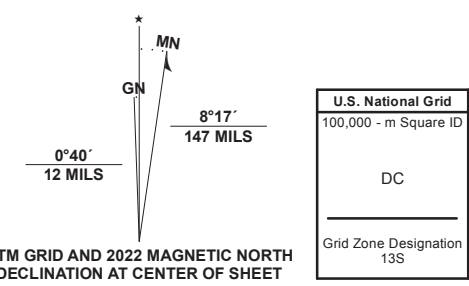 MN
GN
8°17´
147 MILS
0°40´
12 MILS
TM GRID AND 2022 MAGNETIC NORTH
DECLINATION AT CENTER OF SHEET
U.S. National Grid
100,000 - m Square ID
DC
Grid Zone Designation
13S